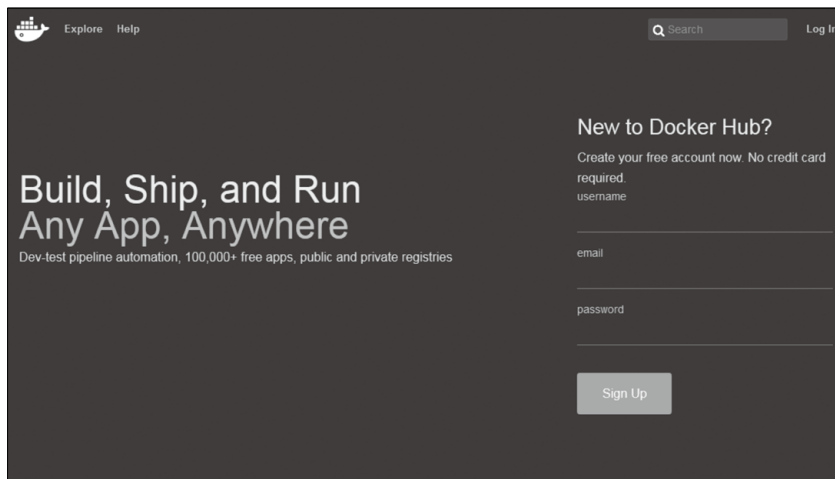 Explore Help
Search
Log In
Build, Ship, and Run
Any App, Anywhere
Dev-test pipeline automation, 100,000+ free apps, public and private registries
New to Docker Hub?
Create your free account now. No credit card
required.
username
email
password
Sign Up